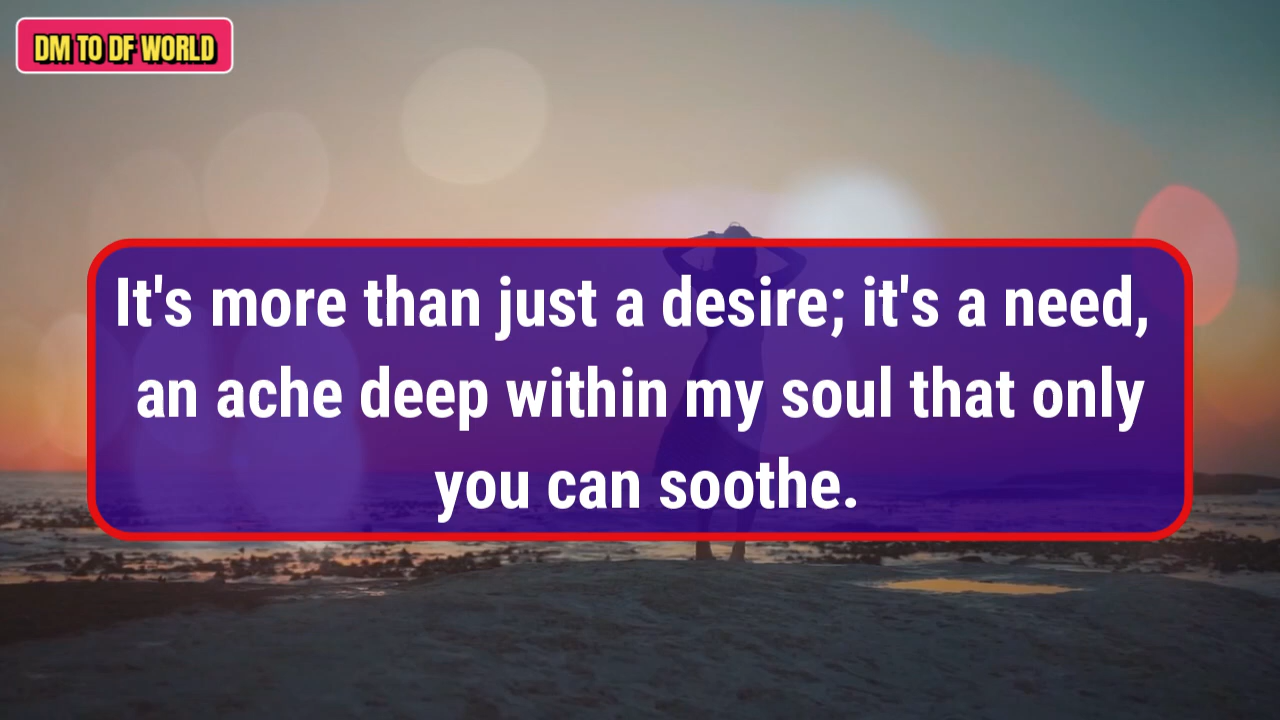 DM TO DF WORLD
It's more than just a desire; it's a need,
an ache deep within my soul that only
you can soothe.